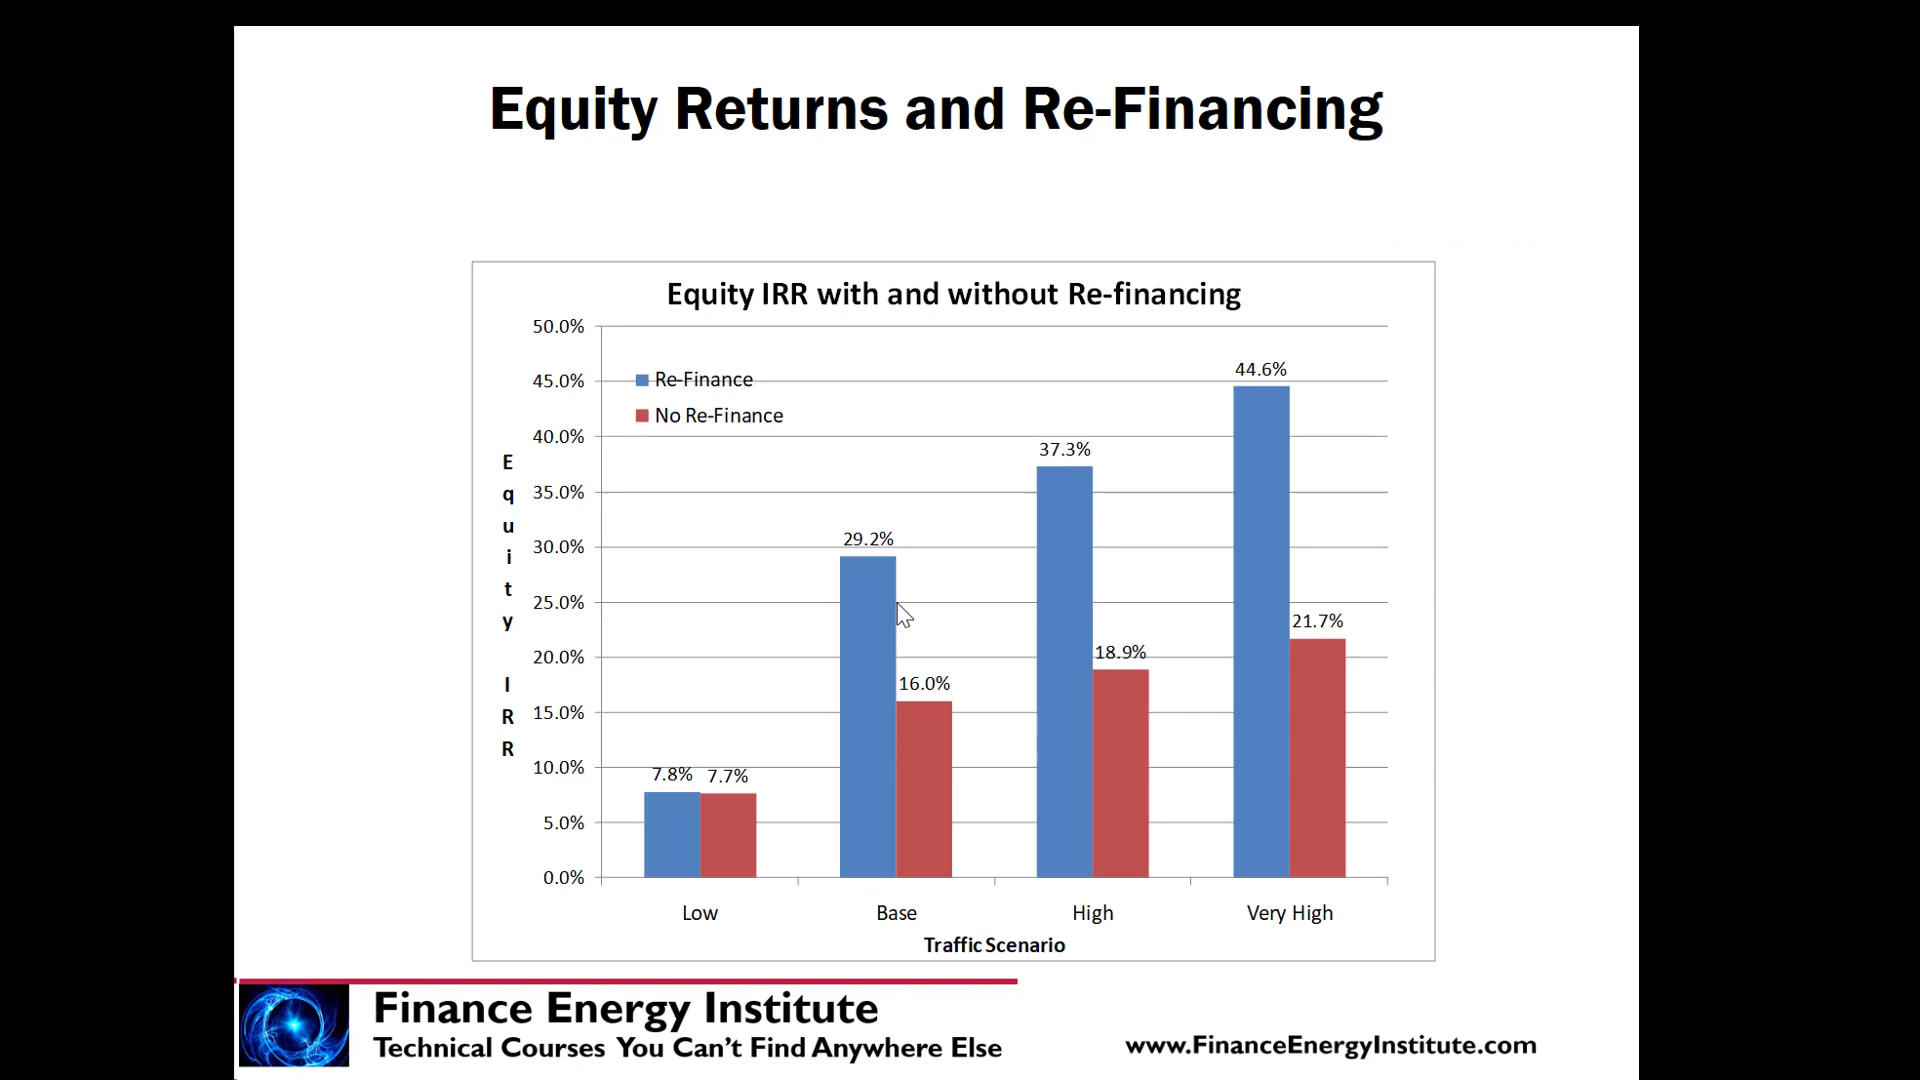 Equity Returns and Re-Financing
Equity IRR with and without Re-financing
50.0%
45.0%
40.0%
35.0%
30.0%
25.0%
20.0%
15.0%
10.0%
5.0%
0.0%
Equity IRR
Re-Finance
No Re-Finance
7.8% 7.7%
29.2%
16.0%
37.3%
18.9%
44.6%
21.7%
Low Base High Very High
Traffic Scenario
Finance Energy Institute
Technical Courses You Can't Find Anywhere Else
www.FinanceEnergyInstitute.com